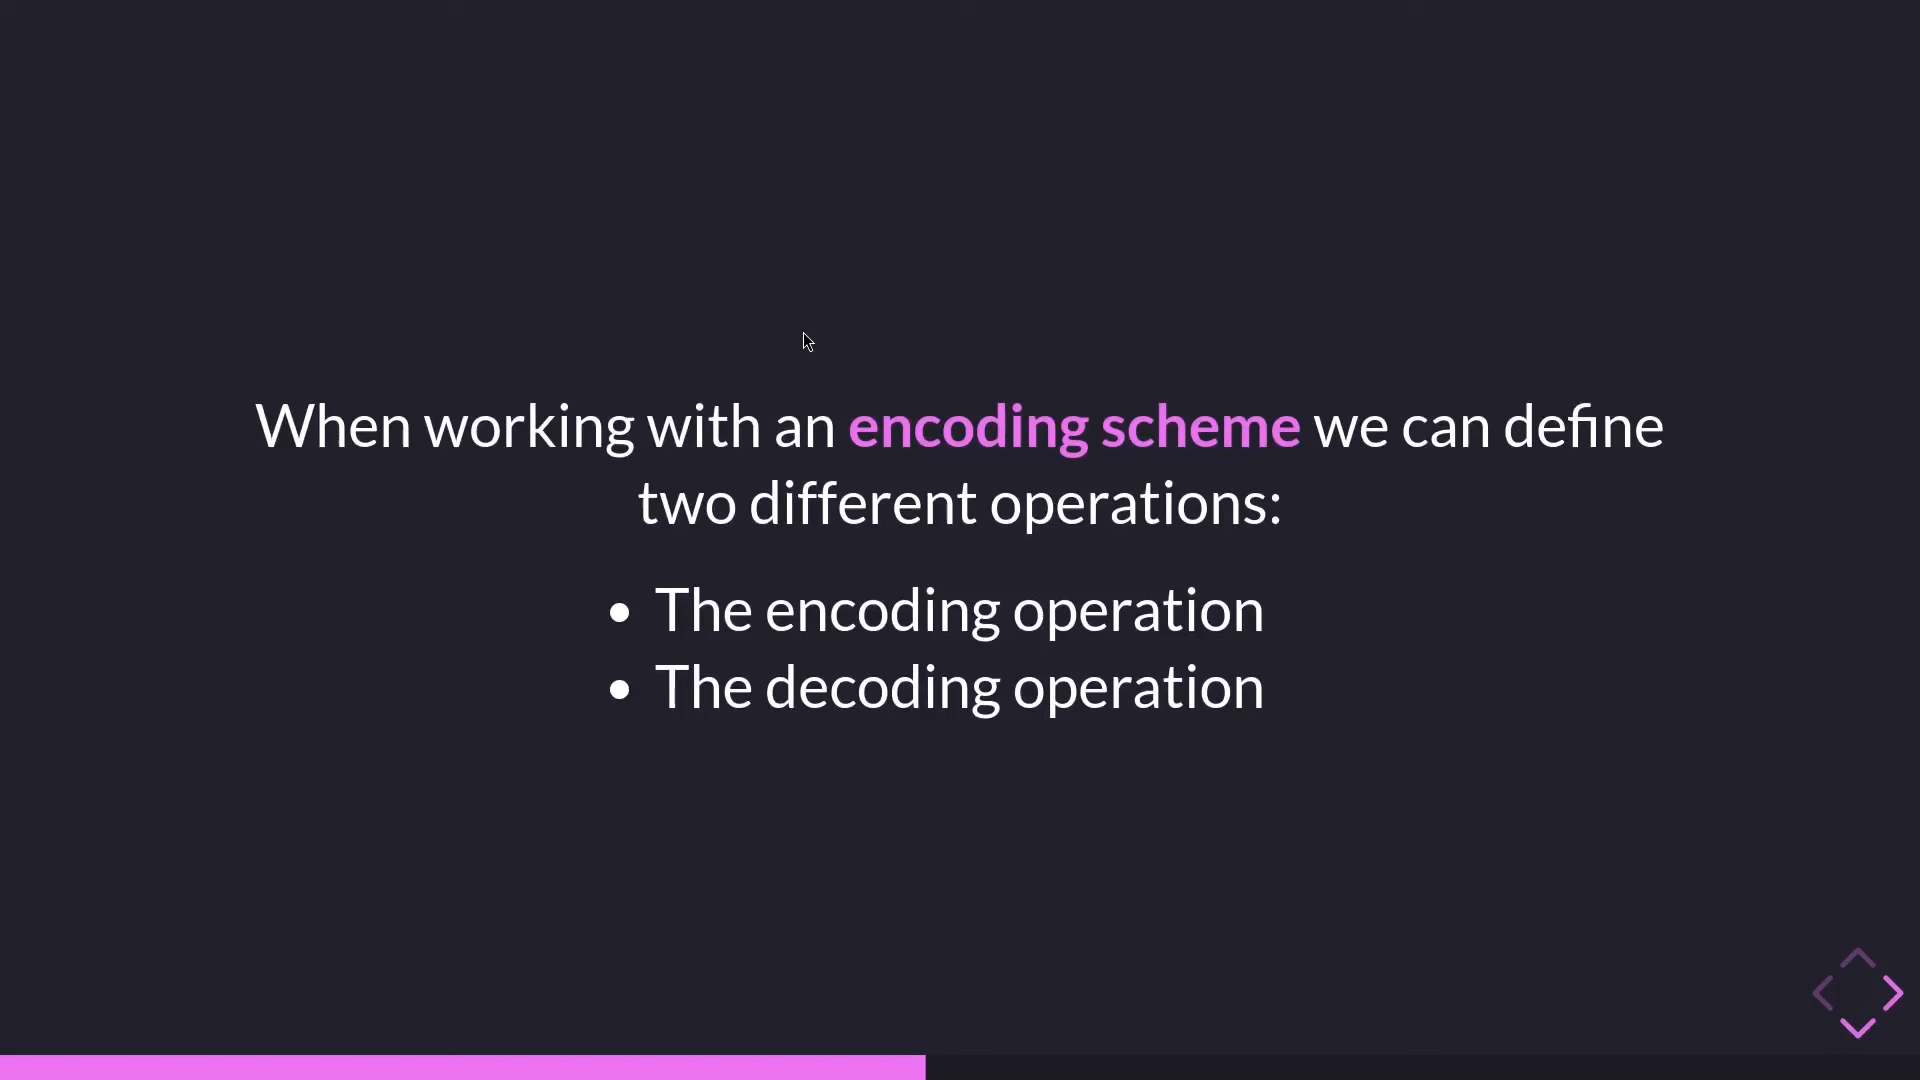 When working with an encoding scheme we can define
two different operations:
• The encoding operation
• The decoding operation